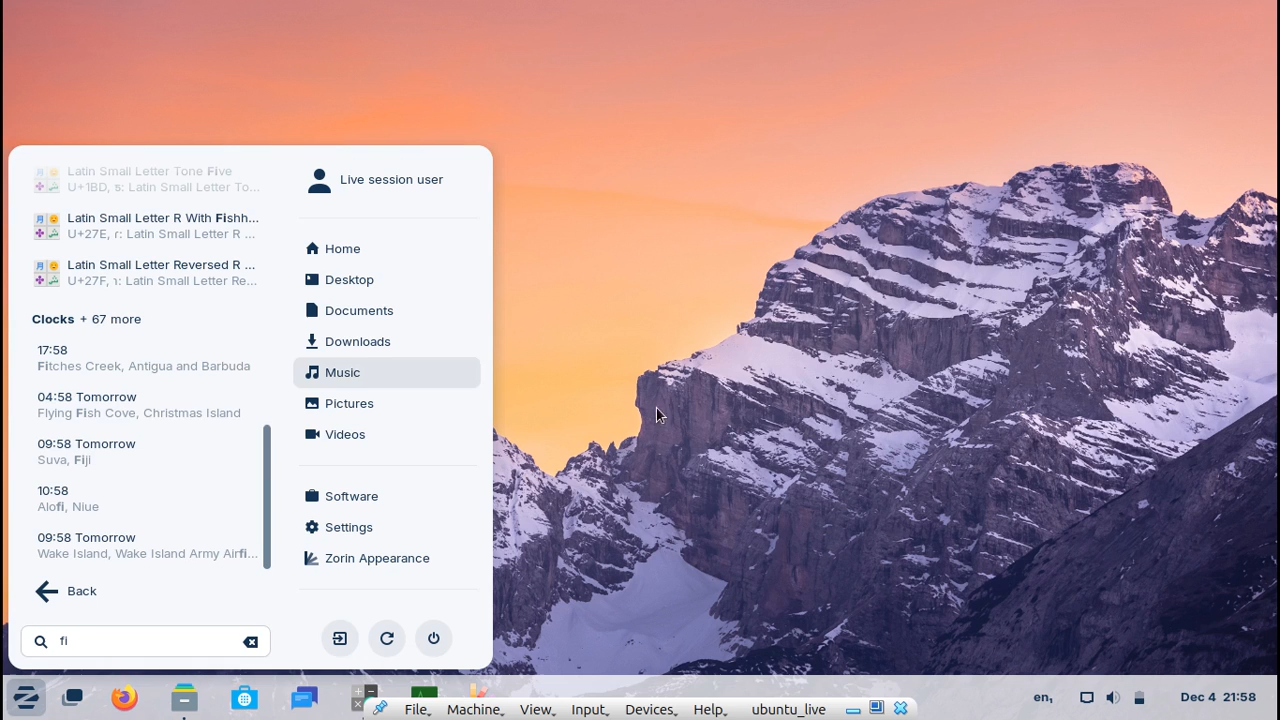 Latin Small Letter Tone Five
U+1BD, ƽ: Latin Small Letter To...
Latin Small Letter R With Fishh...
U+27E, ɾ: Latin Small Letter R ...
Latin Small Letter Reversed R ...
U+27F, ɿ: Latin Small Letter Re...
Clocks + 67 more
17:58
Fitches Creek, Antigua and Barbuda
04:58 Tomorrow
Flying Fish Cove, Christmas Island
09:58 Tomorrow
Suva, Fiji
10:58
Alofi, Niue
09:58 Tomorrow
Wake Island, Wake Island Army Airfi...
Back
fi
Live session user
Home
Desktop
Documents
Downloads
Music
Pictures
Videos
Software
Settings
Zorin Appearance
File
Machine
View
Input
Devices
Help
ubuntu_live
en₁
Dec 4 21:58